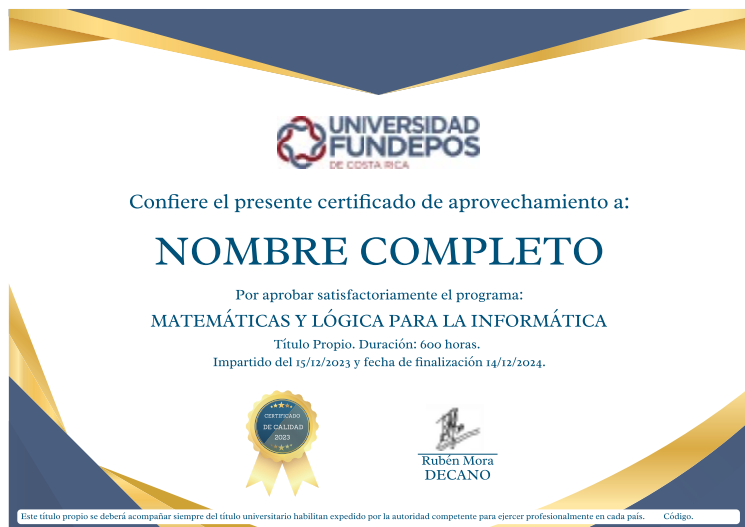 UNIVERSIDAD
FUNDEPOS
DE COSTA RICA
Confiere el presente certificado de aprovechamiento a:
NOMBRE COMPLETO
Por aprobar satisfactoriamente el programa:
MATEMÁTICAS Y LÓGICA PARA LA INFORMÁTICA
Título Propio. Duración: 600 horas.
Impartido del 15/12/2023 y fecha de finalización 14/12/2024.
CERTIFICADO
DE CALIDAD
2023
Rubén Mora
DECANO
Este título propio se deberá acompañar siempre del título universitario habilitan expedido por la autoridad competente para ejercer profesionalmente en cada país. Código.